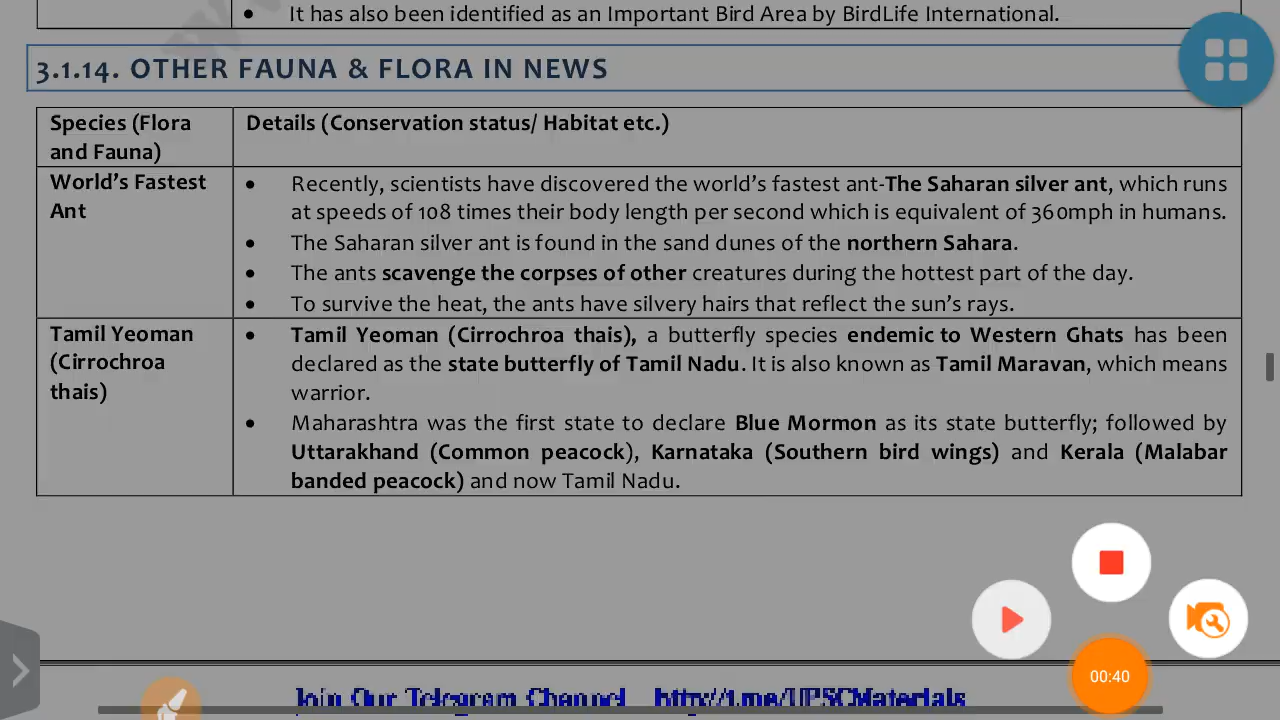 • It has also been identified as an Important Bird Area by BirdLife International.
3.1.14. OTHER FAUNA & FLORA IN NEWS
Species (Flora and Fauna)
Details (Conservation status/ Habitat etc.)
World's Fastest Ant
• Recently, scientists have discovered the world's fastest ant-The Saharan silver ant, which runs
at speeds of 108 times their body length per second which is equivalent of 360mph in humans.
• The Saharan silver ant is found in the sand dunes of the northern Sahara.
• The ants scavenge the corpses of other creatures during the hottest part of the day.
• To survive the heat, the ants have silvery hairs that reflect the sun's rays.
Tamil Yeoman (Cirrochroa thais)
• Tamil Yeoman (Cirrochroa thais), a butterfly species endemic to Western Ghats has been
declared as the state butterfly of Tamil Nadu. It is also known as Tamil Maravan, which means
warrior.
• Maharashtra was the first state to declare Blue Mormon as its state butterfly; followed by
Uttarakhand (Common peacock), Karnataka (Southern bird wings) and Kerala (Malabar
banded peacock) and now Tamil Nadu.
00:40
Join Our Telegram Channel http://t.me/UPSCMaterials